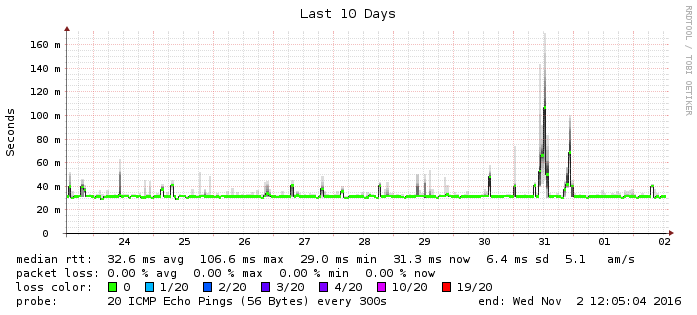 Last 10 Days
RRDTOOL / TOBI OETIKER
Seconds
160 m
140 m
120 m
100 m
80 m
60 m
40 m
20 m
0
24 25 26 27 28 29 30 31 01 02
median rtt: 32.6 ms avg 106.6 ms max 29.0 ms min 31.3 ms now 6.4 ms sd 5.1 am/s
packet loss: 0.00 % avg 0.00 % max 0.00 % min 0.00 % now
loss color: 0 1/20 2/20 3/20 4/20 10/20 19/20
probe: 20 ICMP Echo Pings (56 Bytes) every 300s end: Wed Nov 2 12:05:04 2016